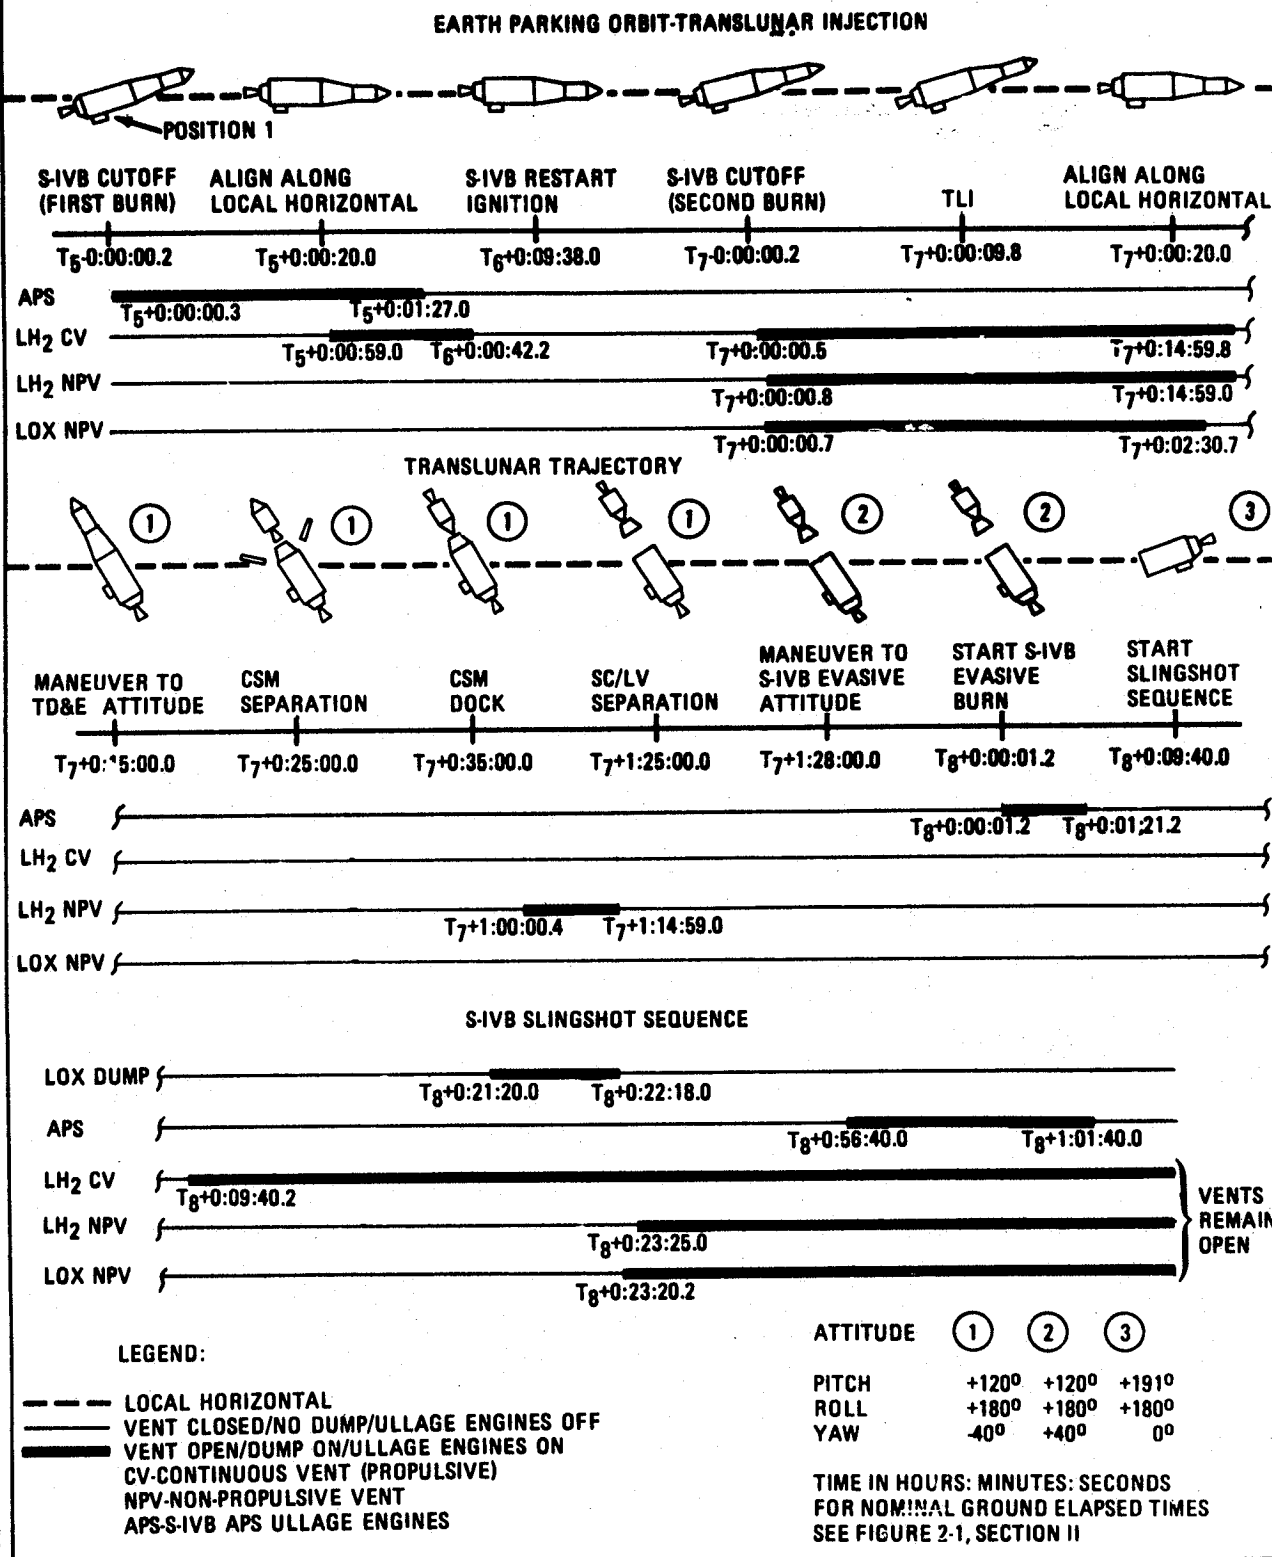 EARTH PARKING ORBIT-TRANSLUNAR INJECTION
POSITION 1
S-IVB CUTOFF
(FIRST BURN)
ALIGN ALONG
LOCAL HORIZONTAL
S-IVB RESTART
IGNITION
S-IVB CUTOFF
(SECOND BURN)
TLI
ALIGN ALONG
LOCAL HORIZONTAL
T5-0:00:00.2
T5+0:00:20.0
T6+0:09:38.0
T7-0:00:00.2
T7+0:00:09.8
T7+0:00:20.0
APS
T5+0:00:00.3
T5+0:01:27.0
LH2 CV
T5+0:00:59.0
T6+0:00:42.2
T7+0:00:00.5
T7+0:14:59.8
LH2 NPV
T7+0:00:00.8
T7+0:14:59.0
LOX NPV
T7+0:00:00.7
T7+0:02:30.7
TRANSLUNAR TRAJECTORY
1
1
1
1
2
2
3
MANEUVER TO
TD&E ATTITUDE
CSM
SEPARATION
CSM
DOCK
SC/LV
SEPARATION
MANEUVER TO
S-IVB EVASIVE
ATTITUDE
START S-IVB
EVASIVE
BURN
START
SLINGSHOT
SEQUENCE
T7+0:15:00.0
T7+0:25:00.0
T7+0:35:00.0
T7+1:25:00.0
T7+1:28:00.0
T8+0:00:01.2
T8+0:09:40.0
APS
T8+0:00:01.2
T8+0:01;21.2
LH2 CV
LH2 NPV
T7+1:00:00.4
T7+1:14:59.0
LOX NPV
S-IVB SLINGSHOT SEQUENCE
LOX DUMP
T8+0:21:20.0
T8+0:22:18.0
APS
T8+0:56:40.0
T8+1:01:40.0
LH2 CV
T8+0:09:40.2
LH2 NPV
T8+0:23:25.0
LOX NPV
T8+0:23:20.2
VENTS
REMAIN
OPEN
LEGEND:
LOCAL HORIZONTAL
VENT CLOSED/NO DUMP/ULLAGE ENGINES OFF
VENT OPEN/DUMP ON/ULLAGE ENGINES ON
CV-CONTINUOUS VENT (PROPULSIVE)
NPV-NON-PROPULSIVE VENT
APS-S-IVB APS ULLAGE ENGINES
ATTITUDE 1 2 3
PITCH +120º +120º +191º
ROLL +180º +180º +180º
YAW -40º +40º 0º
TIME IN HOURS: MINUTES: SECONDS
FOR NOMINAL GROUND ELAPSED TIMES
SEE FIGURE 2-1, SECTION II